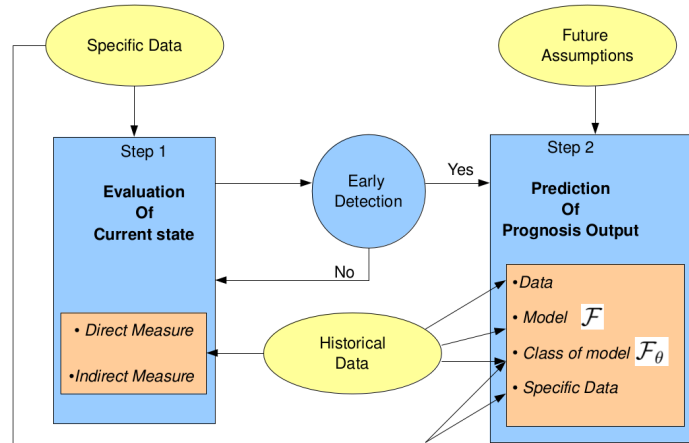 Specific Data
Future
Assumptions
Step 1
Evaluation
Of
Current state
Early
Detection
Yes
No
Step 2
Prediction
Of
Prognosis Output
• Direct Measure
•Indirect Measure
Historical
Data
•Data
• Model ℱ
• Class of model ℱ_θ
• Specific Data